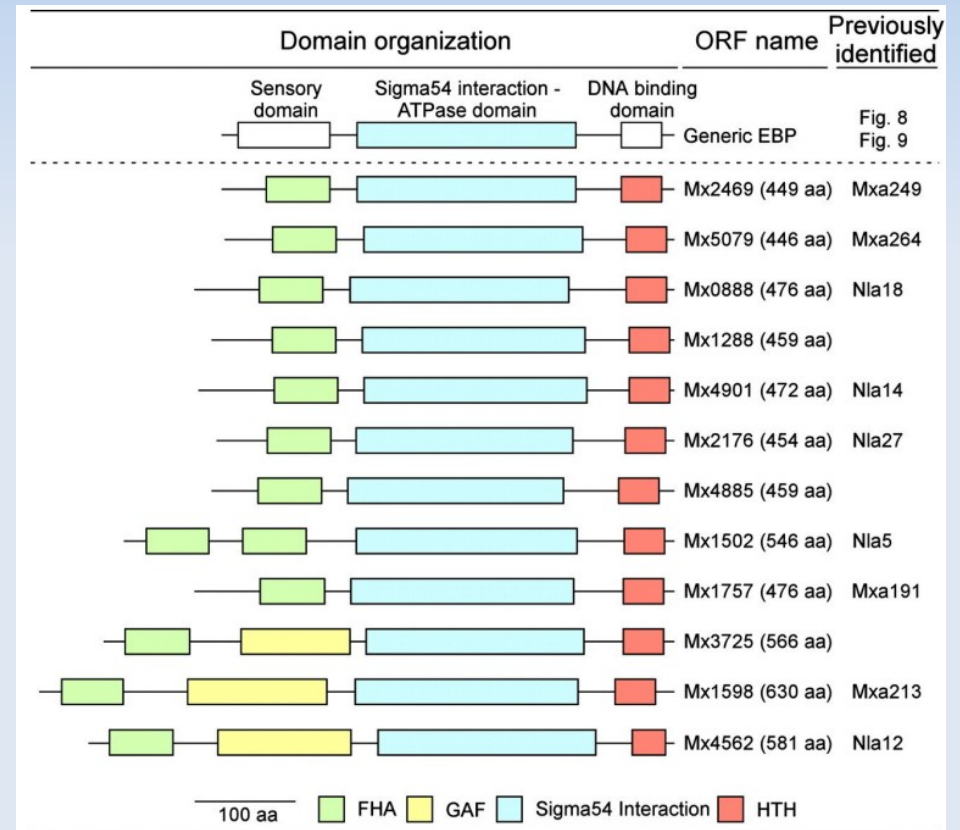 Domain organization ORF name Previously
identified
Sensory
domain
Sigma54 interaction -
ATPase domain
DNA binding
domain
Generic EBP
Fig. 8
Fig. 9
Mx2469 (449 aa) Mxa249
Mx5079 (446 aa) Mxa264
Mx0888 (476 aa) Nla18
Mx1288 (459 aa)
Mx4901 (472 aa) Nla14
Mx2176 (454 aa) Nla27
Mx4885 (459 aa)
Mx1502 (546 aa) Nla5
Mx1757 (476 aa) Mxa191
Mx3725 (566 aa)
Mx1598 (630 aa) Mxa213
Mx4562 (581 aa) Nla12
100 aa FHA GAF Sigma54 Interaction HTH